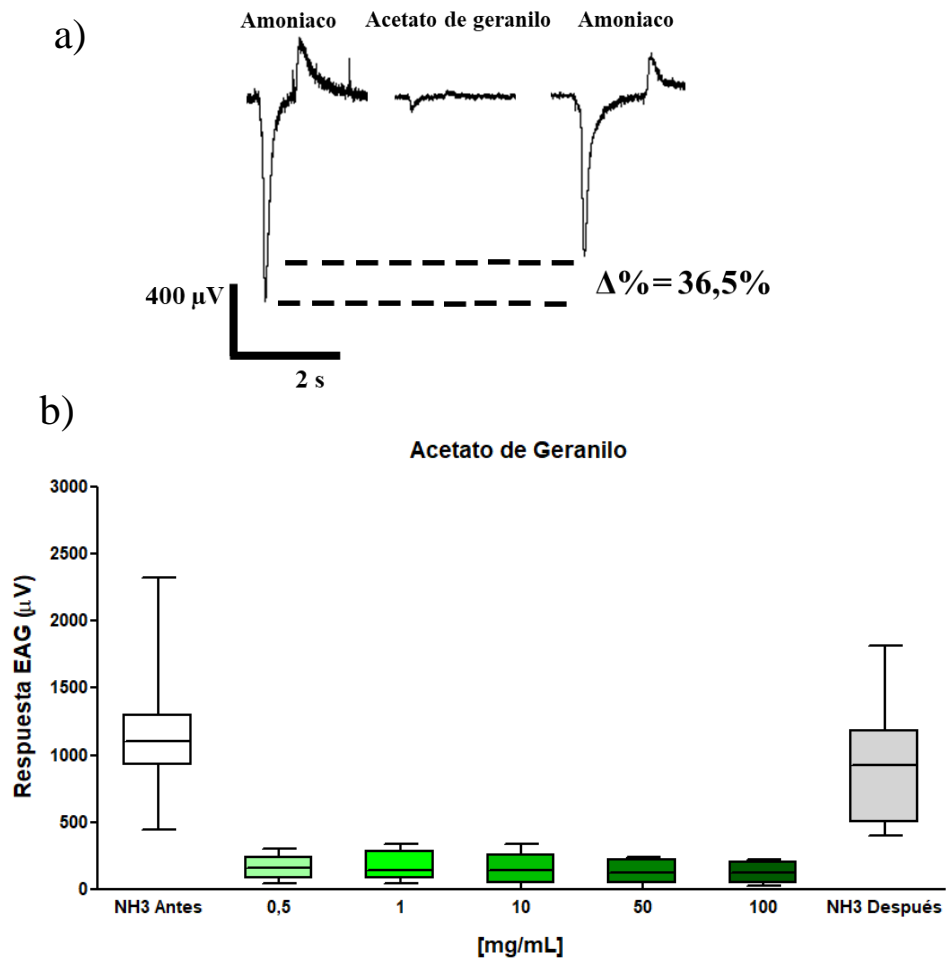 a)
Amoniaco Acetato de geranilo Amoniaco
Δ%=36,5%
400 µV
2 s
b)
Acetato de Geranilo
Respuesta EAG (µV)
3000
2500
2000
1500
1000
500
0
NH3 Antes 0,5 1 10 50 100 NH3 Después
[mg/mL]